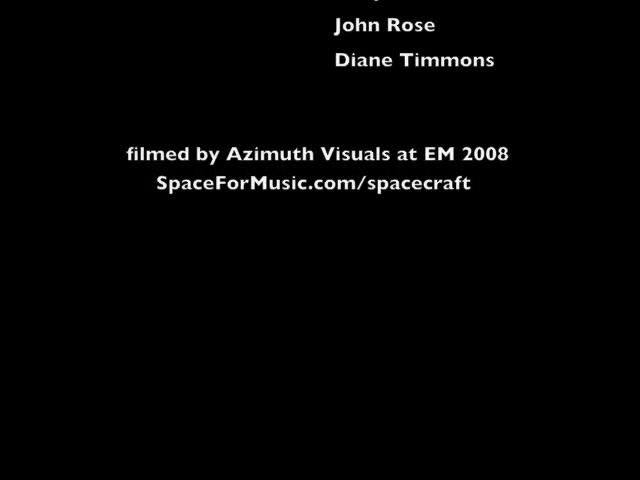 John Rose
Diane Timmons
filmed by Azimuth Visuals at EM 2008
SpaceForMusic.com/spacecraft